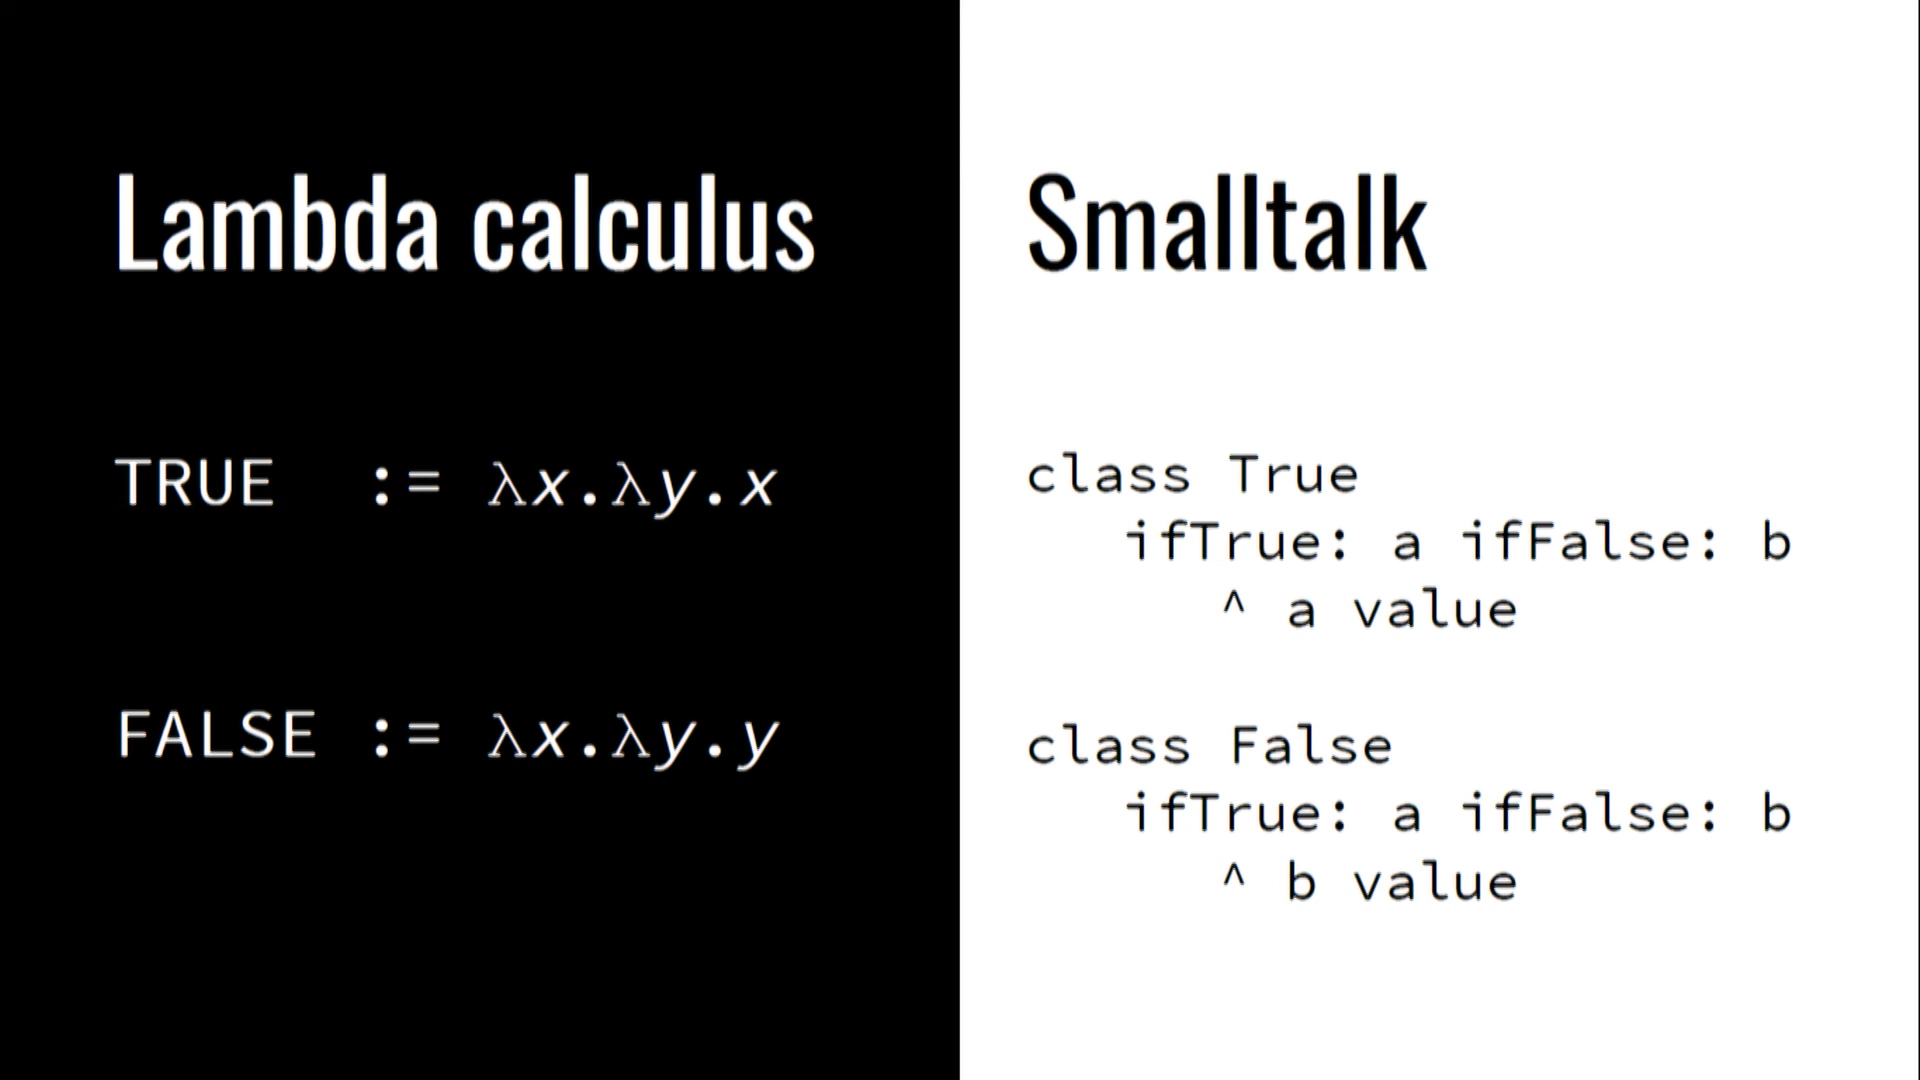 Lambda calculus
TRUE := λx.λy.x
FALSE := λx.λy.y
Smalltalk
class True
ifTrue: a ifFalse: b
^ a value
class False
ifTrue: a ifFalse: b
^ b value